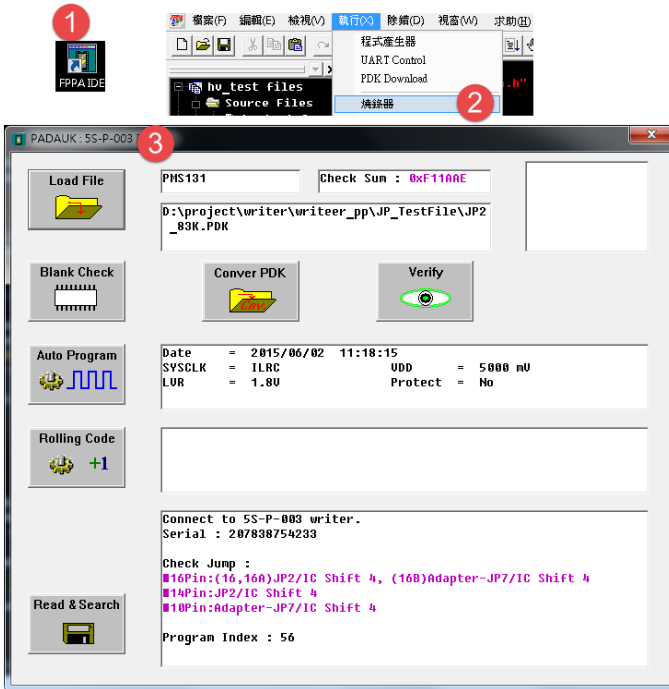 1
FPPA IDE
檔案(F) 編輯(E) 檢視(V) 執行(X) 除錯(D) 視窗(W) 求助(H)
程式產生器
UART Control
PDK Download
燒錄器
2
hv_test files
Source Files
.h"
3
PADAUK : 5S-P-003
Load File
PMS131
Check Sum : 0xF11AAE
D:\project\writer\writeer_pp\JP_TestFile\JP2
_83K.PDK
Blank Check
Conver PDK
Cnv.
Verify
Auto Program
Date = 2015/06/02 11:18:15
SYSCLK = ILRC VDD = 5000 mV
LVR = 1.8V Protect = No
Rolling Code
+1
Connect to 5S-P-003 writer.
Serial : 207838754233
Check Jump :
■16Pin:(16,16A)JP2/IC Shift 4, (16B)Adapter-JP7/IC Shift 4
■14Pin:JP2/IC Shift 4
■10Pin:Adapter-JP7/IC Shift 4
Read & Search
Program Index : 56